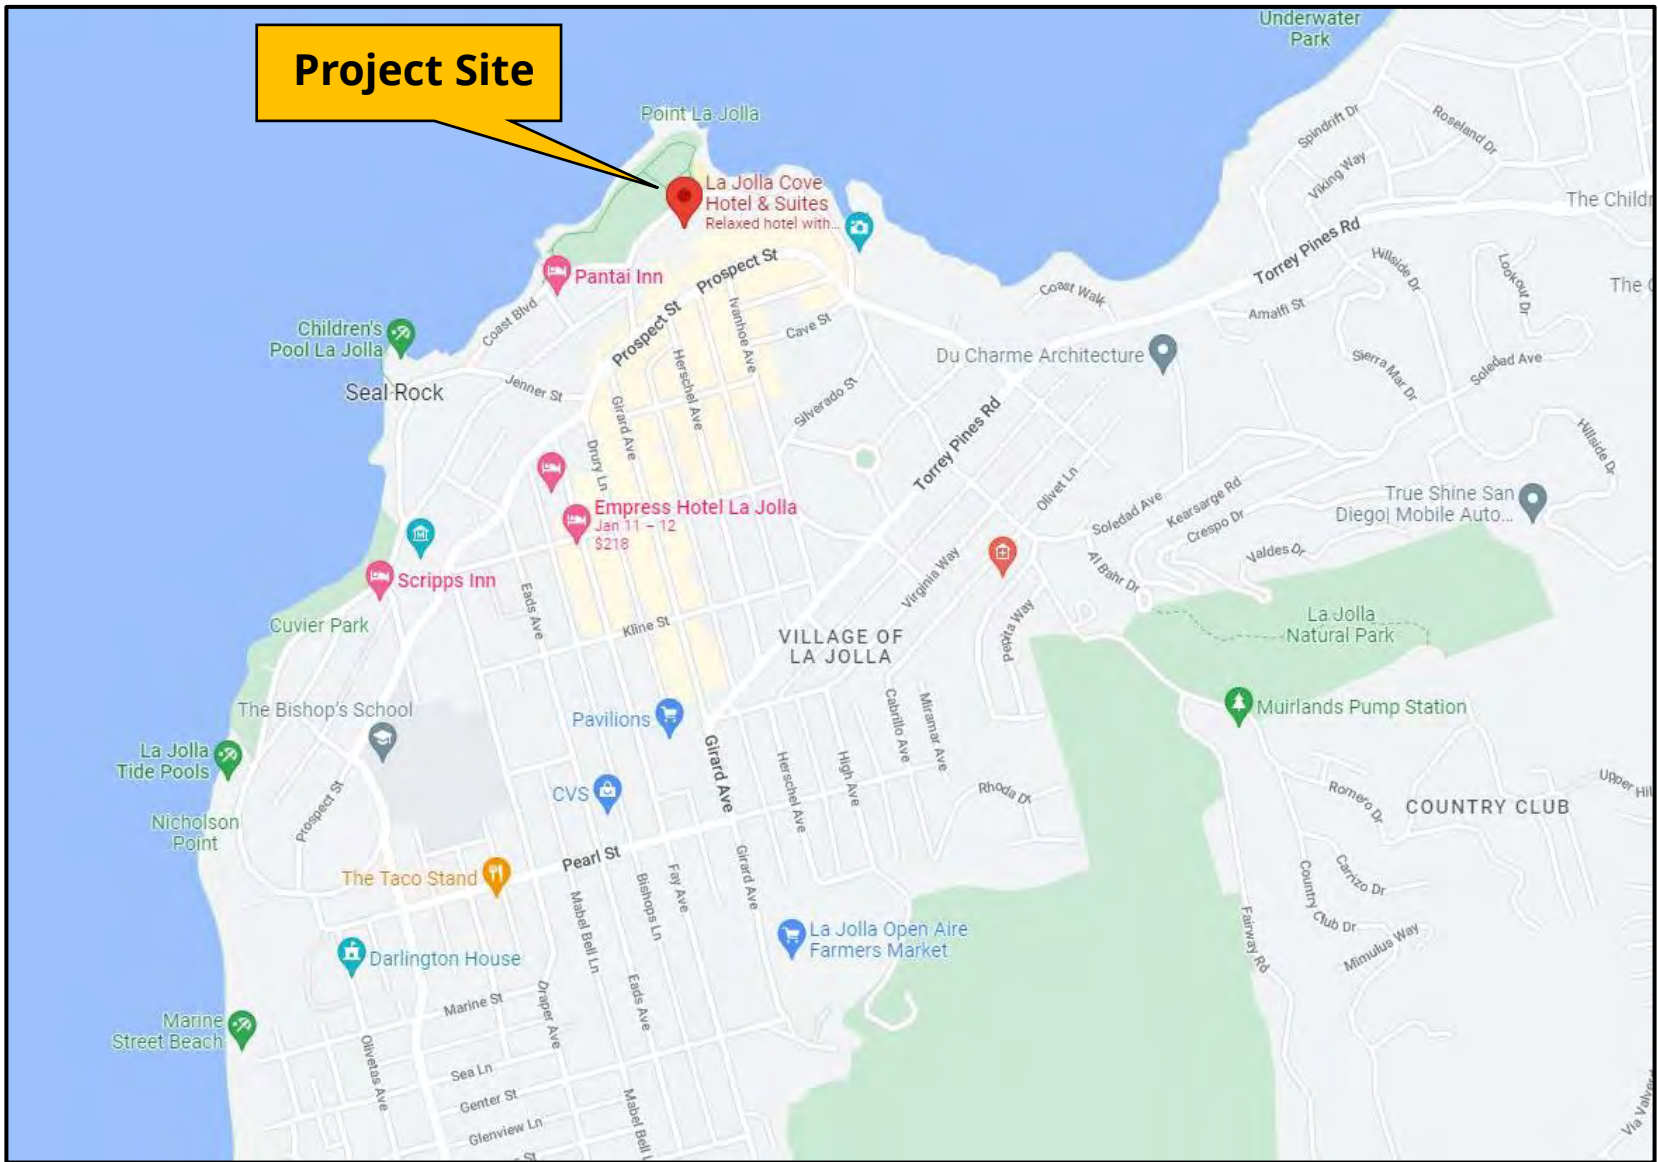 Underwater
Park
Project Site
Point La Jolla
La Jolla Cove
Hotel & Suites
Relaxed hotel with...
Spindrift Dr
Roseland Dr
Viking Way
The Childr
Torrey Pines Rd
Prospect St
Pantai Inn
Coast Blvd
Ivanhoe Ave
Coast Walk
Hillside Dr
Lookout Dr
The C
Amalfi St
Children's
Pool La Jolla
Prospect St
Cave St
Herschel Ave
Du Charme Architecture
Sierra Mar Dr
Soledad Ave
Seal Rock
Jenner St
Girard Ave
Silverado St
Torrey Pines Rd
Hillside Dr
Drury Ln
Empress Hotel La Jolla
Jan 11 – 12
$218
Olivet Ln
Soledad Ave
Kearsarge Rd
Crespo Dr
True Shine San
Diego| Mobile Auto...
Valdes Dr
Al Bahr Dr
Scripps Inn
Eads Ave
Virginia Way
Cuvier Park
Kline St
VILLAGE OF
LA JOLLA
Pepita Way
La Jolla
Natural Park
The Bishop's School
Pavilions
Cabrillo Ave
Miramar Ave
Muirlands Pump Station
La Jolla
Tide Pools
Girard Ave
Herschel Ave
High Ave
CVS
Rhoda Dr
Romero Dr
COUNTRY CLUB
Upper Hil
Nicholson
Point
Prospect St
Pearl St
The Taco Stand
Mabel Bell Ln
Bishops Ln
Fay Ave
Girard Ave
Carrizo Dr
Country
Club Dr
La Jolla Open Aire
Farmers Market
Fairway Rd
Mimulus Way
Darlington House
Marine St
Draper Ave
Eads Ave
Marine
Street Beach
Olivetas Ave
Sea Ln
Genter St
Glenview Ln
Mabel Bell L
St
Via Valverd